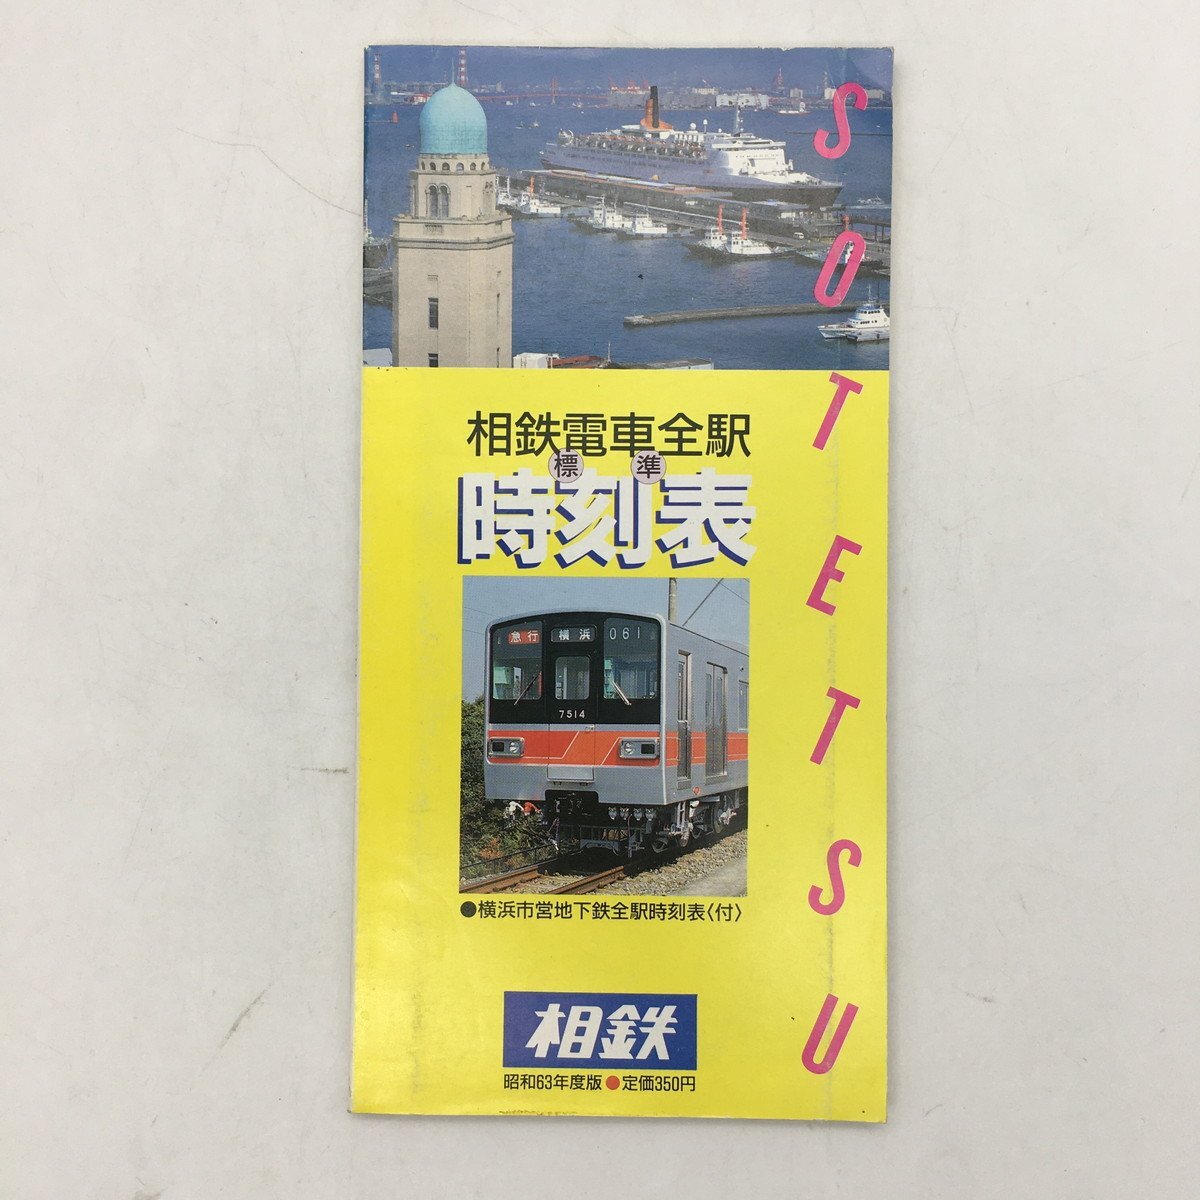 SOTETSU
相鉄電車全駅
標準
時刻表
急行 横浜 061
7514
●横浜市営地下鉄全駅時刻表〈付〉
相鉄
昭和63年度版●定価350円